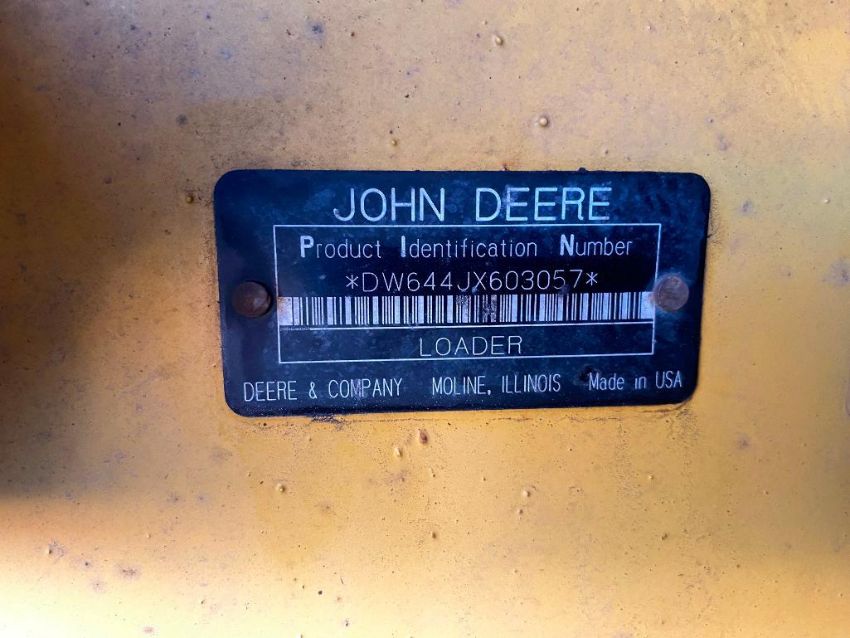 JOHN DEERE
Product Identification Number
*DW644JX603057*
LOADER
DEERE & COMPANY MOLINE, ILLINOIS Made in USA